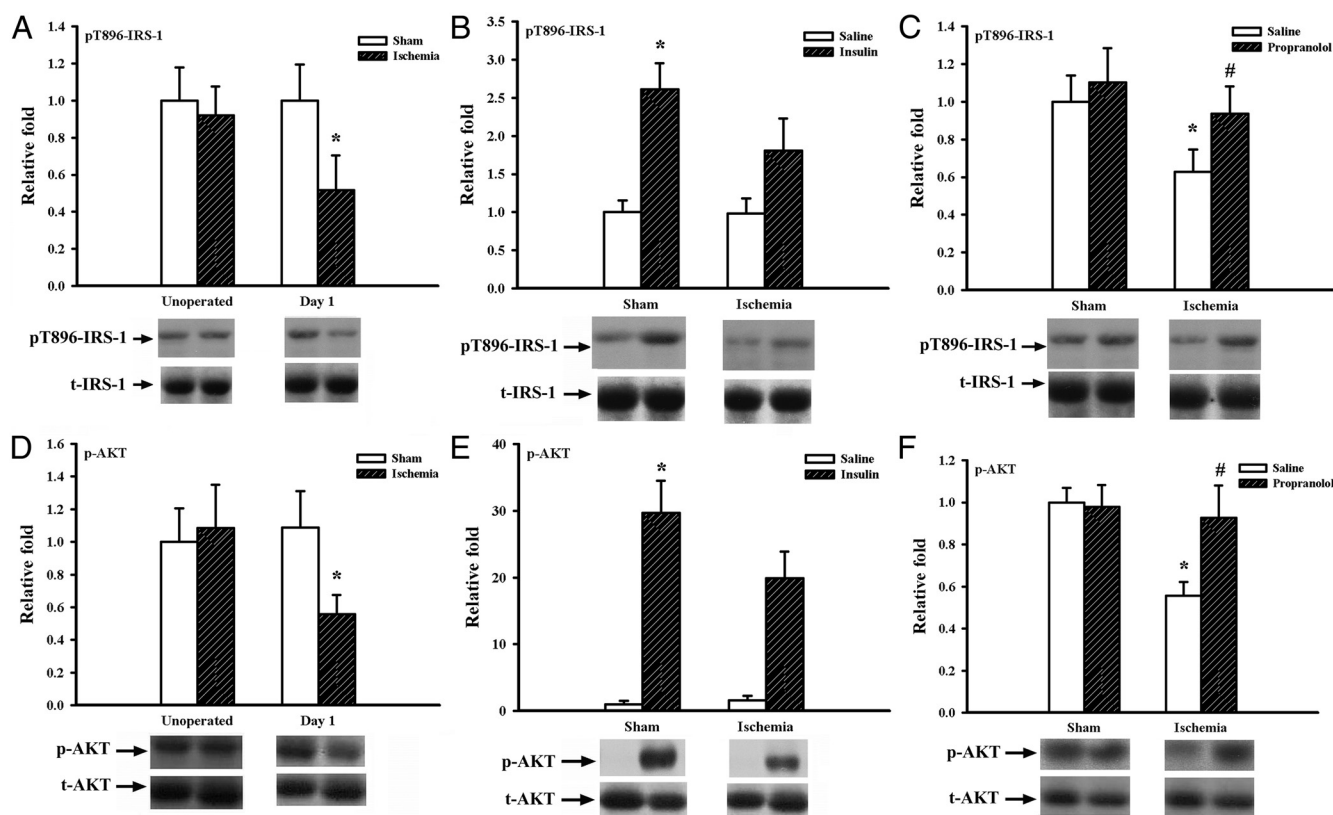 A
pT896-IRS-1
Sham
Ischemia
Relative fold
1.4
1.2
1.0
0.8
0.6
0.4
0.2
0.0
*
Unoperated Day 1
pT896-IRS-1
t-IRS-1
B
pT896-IRS-1
Saline
Insulin
Relative fold
3.5
3.0
2.5
2.0
1.5
1.0
0.5
0.0
*
Sham Ischemia
pT896-IRS-1
t-IRS-1
C
pT896-IRS-1
Saline
Propranolol
Relative fold
1.4
1.2
1.0
0.8
0.6
0.4
0.2
0.0
* #
Sham Ischemia
pT896-IRS-1
t-IRS-1
D
p-AKT
Sham
Ischemia
Relative fold
1.6
1.4
1.2
1.0
0.8
0.6
0.4
0.2
0.0
*
Unoperated Day 1
p-AKT
t-AKT
E
p-AKT
Saline
Insulin
Relative fold
40
30
20
10
0
*
Sham Ischemia
p-AKT
t-AKT
F
p-AKT
Saline
Propranolol
Relative fold
1.2
1.0
0.8
0.6
0.4
0.2
0.0
* #
Sham Ischemia
p-AKT
t-AKT